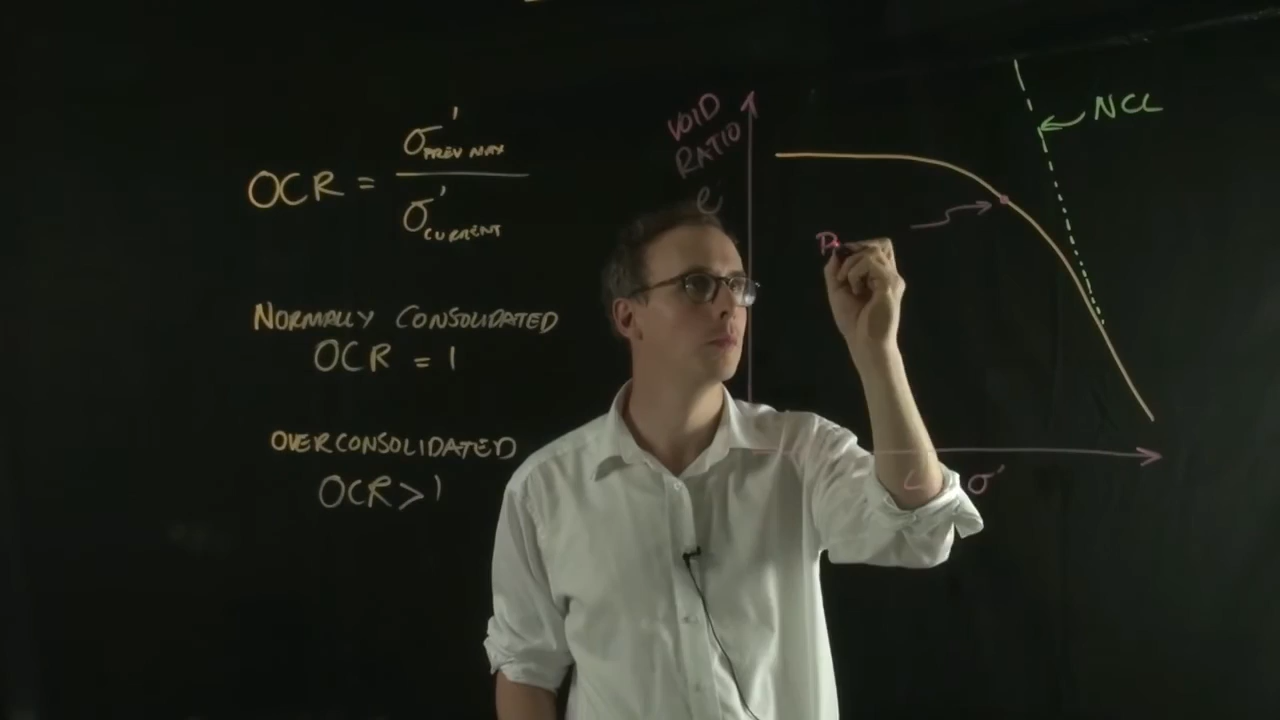 OCR = σ' PREV MAX / σ' CURRENT
NORMALLY CONSOLIDATED
OCR = 1
OVERCONSOLIDATED
OCR > 1
VOID
RATIO
e
NCL
σ'